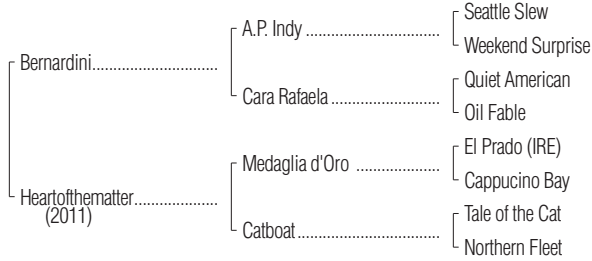 Seattle Slew
A.P. Indy
Weekend Surprise
Bernardini
Quiet American
Cara Rafaela
Oil Fable
El Prado (IRE)
Medaglia d'Oro
Cappucino Bay
Heartofthematter
(2011)
Tale of the Cat
Catboat
Northern Fleet